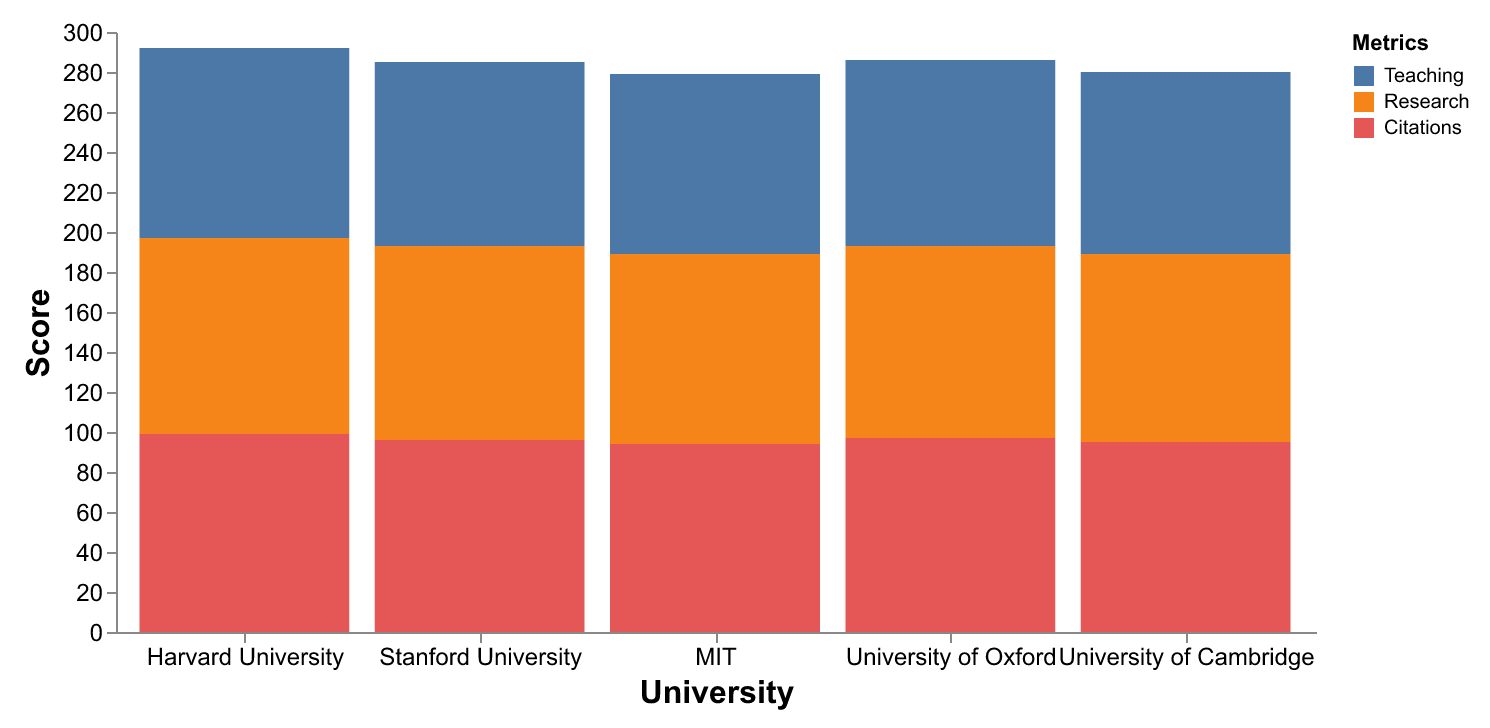 300
280
260
240
220
200
180
160
140
120
100
80
60
40
20
0
Score
Harvard University
Stanford University
MIT
University of Oxford
University of Cambridge
University
Metrics
Teaching
Research
Citations